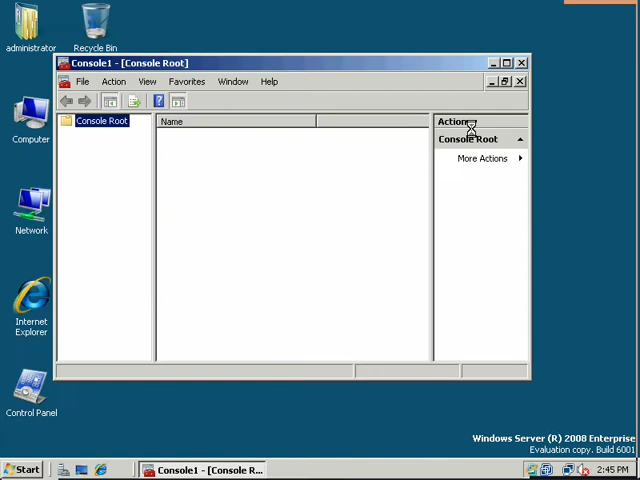 administrator
Recycle Bin
Computer
Network
Internet
Explorer
Control Panel
Console1 - [Console Root]
File Action View Favorites Window Help
Console Root
Name
Actions
Console Root
More Actions
Windows Server (R) 2008 Enterprise
Evaluation copy. Build 6001
Start
Console1 - [Console R...
2:45 PM